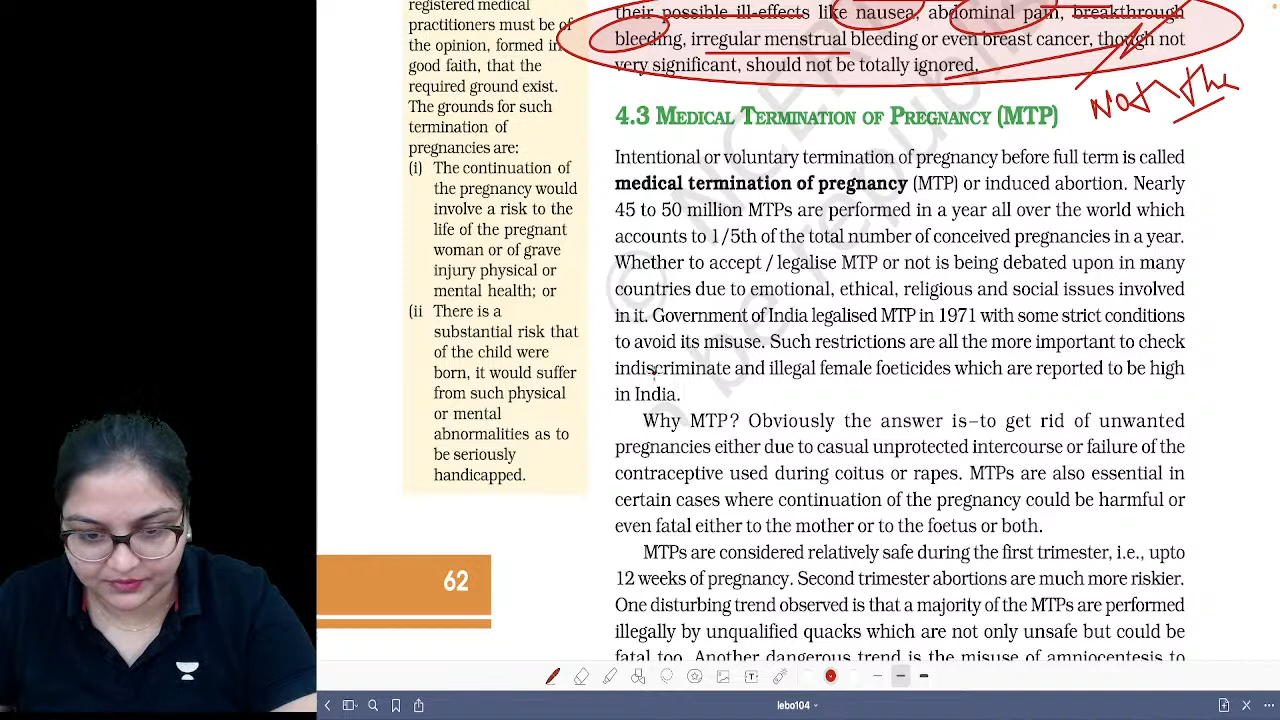 registered medical
practitioners must be of
the opinion, formed in
good faith, that the
required ground exist.
The grounds for such
termination of
pregnancies are:
(i) The continuation of
the pregnancy would
involve a risk to the
life of the pregnant
woman or of grave
injury physical or
mental health; or
(ii There is a
substantial risk that
of the child were
born, it would suffer
from such physical
or mental
abnormalities as to
be seriously
handicapped.
62
their possible ill-effects like nausea, abdominal pain, breakthrough
bleeding, irregular menstrual bleeding or even breast cancer, though not
very significant, should not be totally ignored.
Not the
4.3 MEDICAL TERMINATION OF PREGNANCY (MTP)
Intentional or voluntary termination of pregnancy before full term is called
medical termination of pregnancy (MTP) or induced abortion. Nearly
45 to 50 million MTPs are performed in a year all over the world which
accounts to 1/5th of the total number of conceived pregnancies in a year.
Whether to accept / legalise MTP or not is being debated upon in many
countries due to emotional, ethical, religious and social issues involved
in it. Government of India legalised MTP in 1971 with some strict conditions
to avoid its misuse. Such restrictions are all the more important to check
indiscriminate and illegal female foeticides which are reported to be high
in India.
Why MTP? Obviously the answer is–to get rid of unwanted
pregnancies either due to casual unprotected intercourse or failure of the
contraceptive used during coitus or rapes. MTPs are also essential in
certain cases where continuation of the pregnancy could be harmful or
even fatal either to the mother or to the foetus or both.
MTPs are considered relatively safe during the first trimester, i.e., upto
12 weeks of pregnancy. Second trimester abortions are much more riskier.
One disturbing trend observed is that a majority of the MTPs are performed
illegally by unqualified quacks which are not only unsafe but could be
fatal too. Another dangerous trend is the misuse of amniocentesis to
lebo104